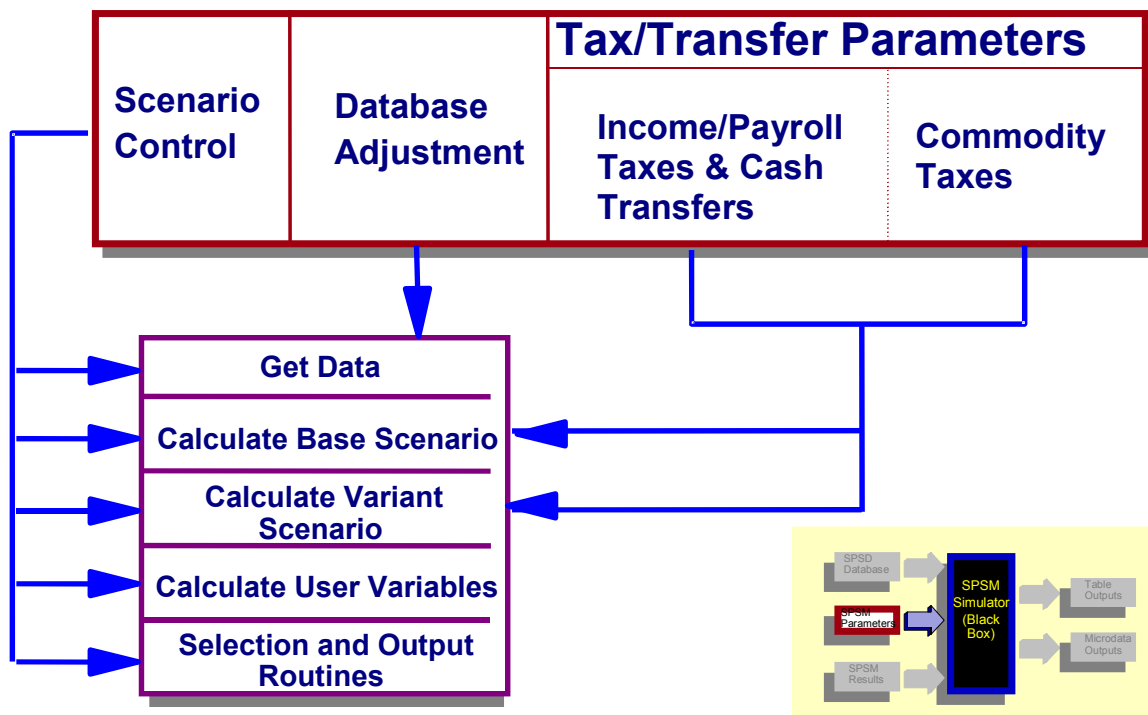 Tax/Transfer Parameters
Scenario
Control
Database
Adjustment
Income/Payroll
Taxes & Cash
Transfers
Commodity
Taxes
Get Data
Calculate Base Scenario
Calculate Variant
Scenario
Calculate User Variables
Selection and Output
Routines
SPSD
Database
SPSM
Parameters
SPSM
Results
SPSM
Simulator
(Black
Box)
Table
Outputs
Microdata
Outputs